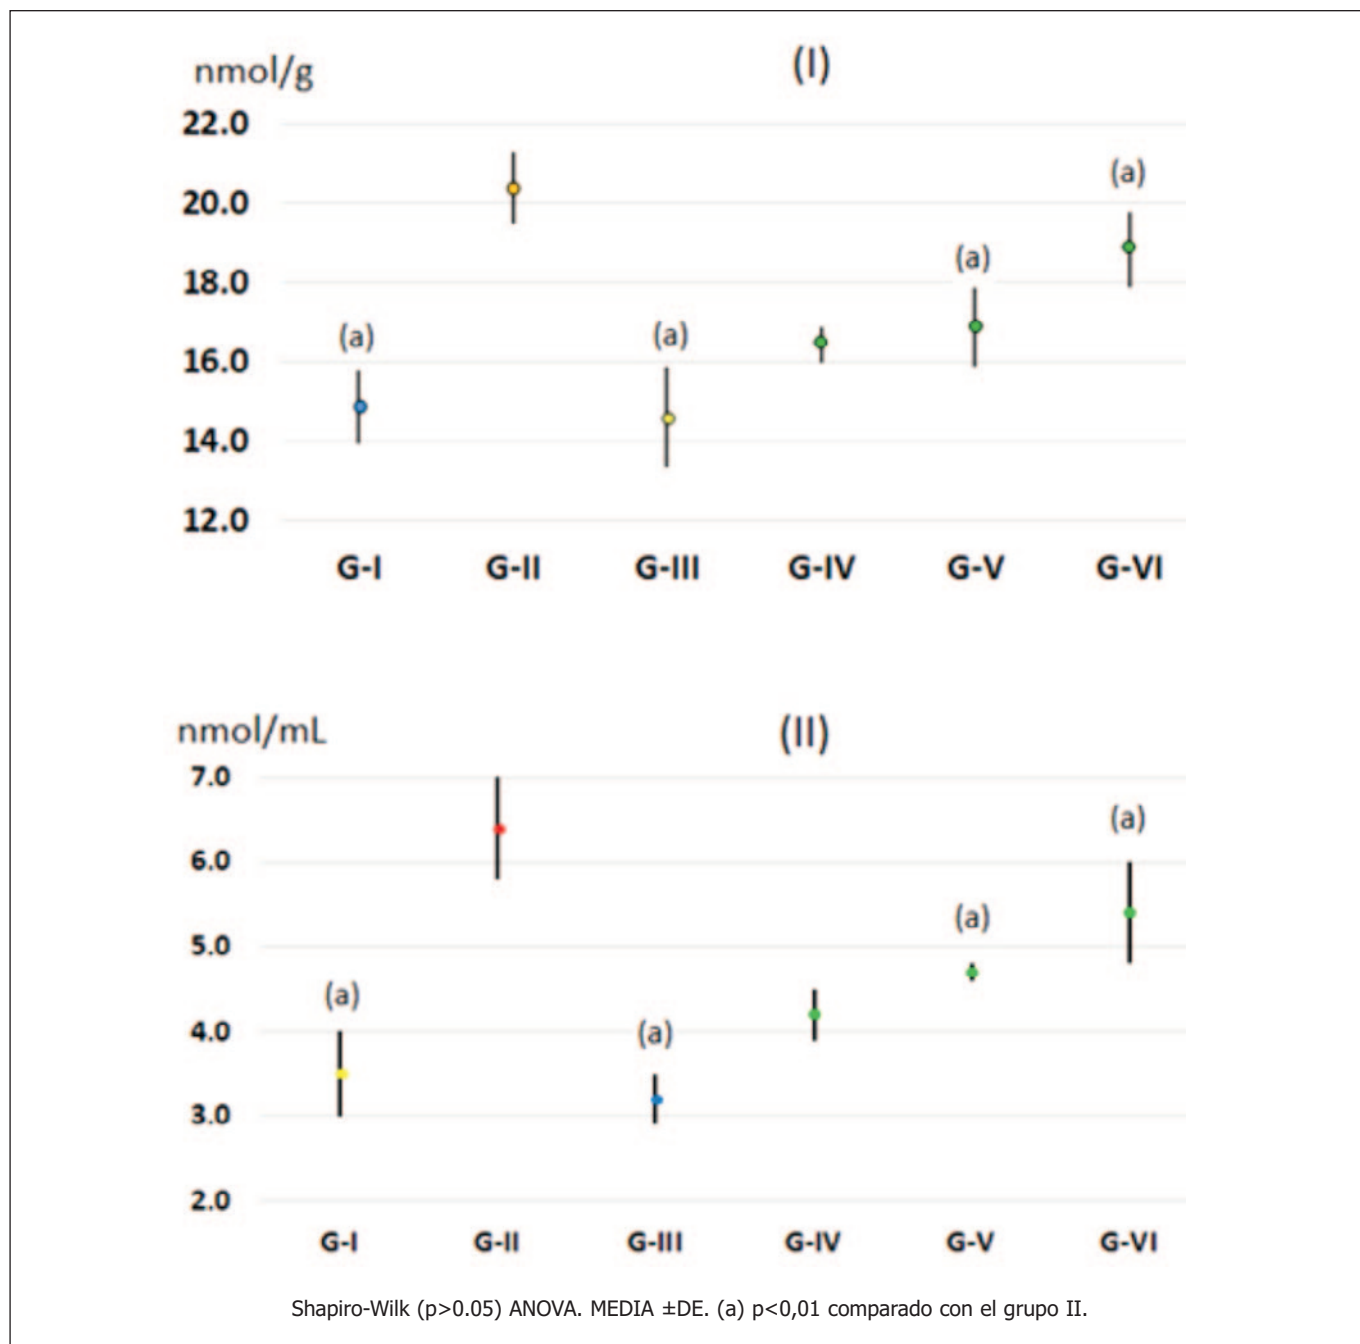 nmol/g
(I)
22.0
20.0
18.0
16.0
14.0
12.0
(a)
(a)
(a)
(a)
G-I G-II G-III G-IV G-V G-VI
nmol/mL
(II)
7.0
6.0
5.0
4.0
3.0
2.0
(a)
(a)
(a)
(a)
G-I G-II G-III G-IV G-V G-VI
Shapiro-Wilk (p>0.05) ANOVA. MEDIA ±DE. (a) p<0,01 comparado con el grupo II.